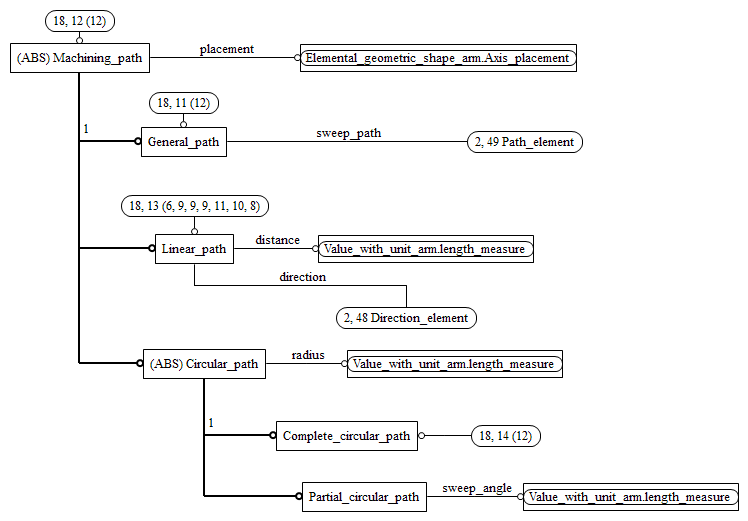 18, 12 (12)
(ABS) Machining_path
placement
Elemental_geometric_shape_arm.Axis_placement
18, 11 (12)
1
General_path
sweep_path
2, 49 Path_element
18, 13 (6, 9, 9, 9, 11, 10, 8)
Linear_path
distance
Value_with_unit_arm.length_measure
direction
2, 48 Direction_element
(ABS) Circular_path
radius
Value_with_unit_arm.length_measure
1
Complete_circular_path
18, 14 (12)
Partial_circular_path
sweep_angle
Value_with_unit_arm.length_measure